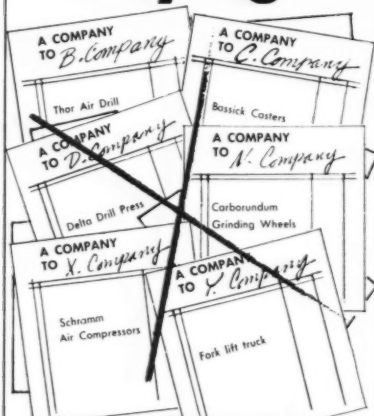 A COMPANY
TO B. Company
Thor Air Drill
A COMPANY
TO C. Company
Bassick Casters
A COMPANY
TO D. Company
Delta Drill Press
A COMPANY
TO N. Company
Carborundum
Grinding Wheels
A COMPANY
TO X. Company
Schramm
Air Compressors
A COMPANY
TO Y. Company
Fork lift truck